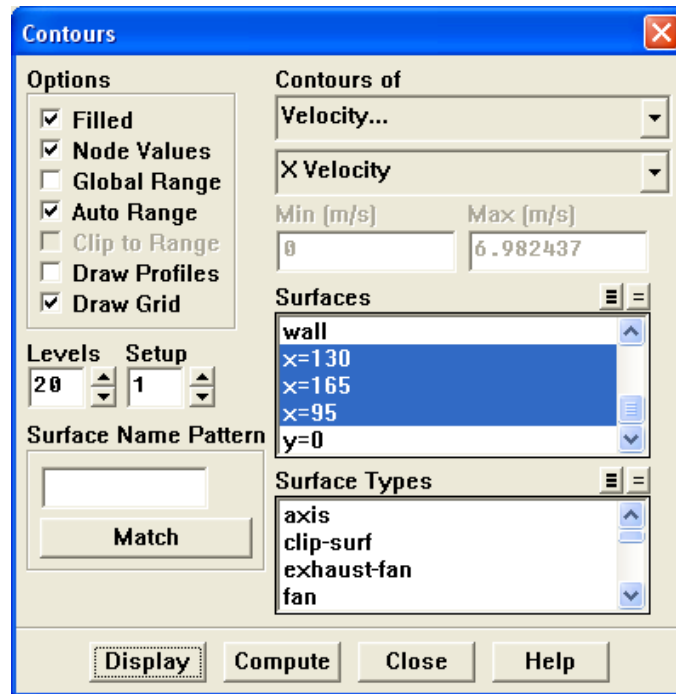 Contours
Options
Filled
Node Values
Global Range
Auto Range
Clip to Range
Draw Profiles
Draw Grid
Levels Setup
20 1
Surface Name Pattern
Match
Contours of
Velocity...
X Velocity
Min (m/s) Max (m/s)
0 6.982437
Surfaces
wall
x=130
x=165
x=95
y=0
Surface Types
axis
clip-surf
exhaust-fan
fan
Display Compute Close Help